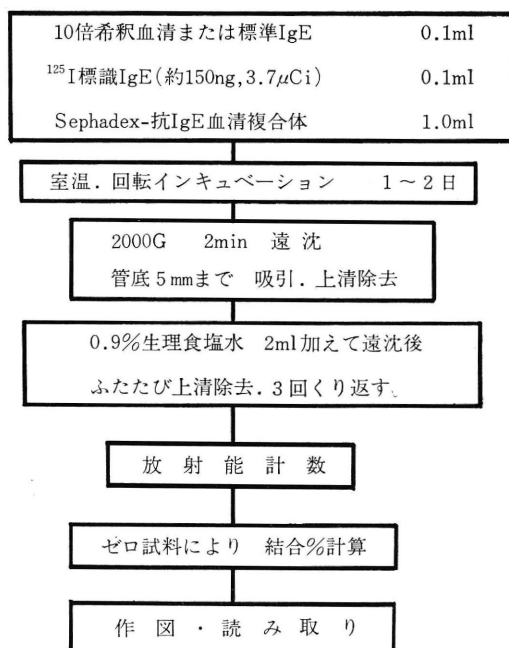 10倍希釈血清または標準IgE 0.1ml
¹²⁵I標識IgE(約150ng,3.7μCi) 0.1ml
Sephadex-抗IgE血清複合体 1.0ml
室温.回転インキュベーション 1～2日
2000G 2min 遠沈
管底5mmまで 吸引.上清除去
0.9%生理食塩水 2ml加えて遠沈後
ふたたび上清除去.3回くり返す.
放射能計数
ゼロ試料により 結合%計算
作図・読み取り